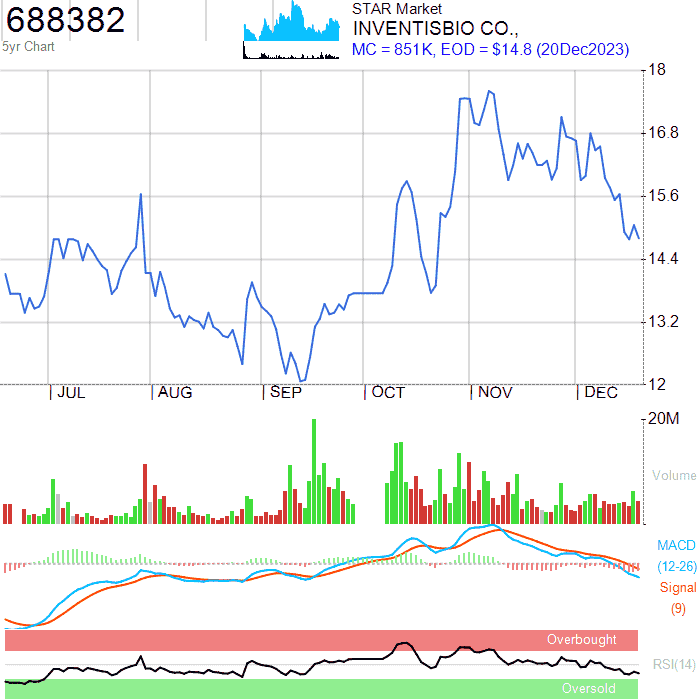 688382
5yr Chart
STAR Market
INVENTISBIO CO.,
MC = 851K, EOD = $14.8 (20Dec2023)
18
16.8
15.6
14.4
13.2
12
JUL AUG SEP OCT NOV DEC
20M
Volume
MACD
(12-26)
Signal
(9)
Overbought
RSI(14)
Oversold